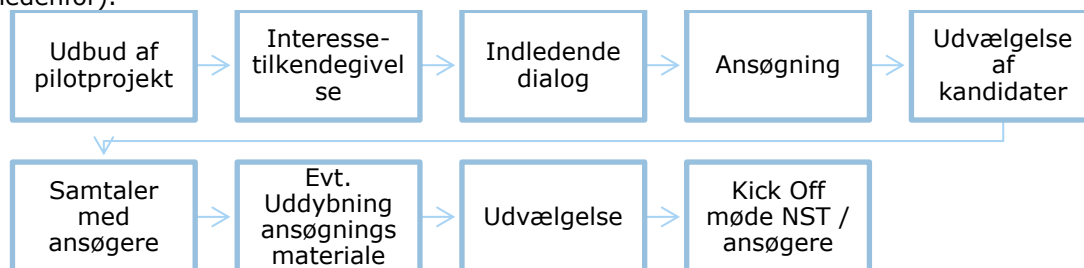 nedenfor).
Udbud af
pilotprojekt
Interesse-
tilkendegivel
se
Indledende
dialog
Ansøgning
Udvælgelse
af
kandidater
Samtaler
med
ansøgere
Evt.
Uddybning
ansøgnings
materiale
Udvælgelse
Kick Off
møde NST /
ansøgere